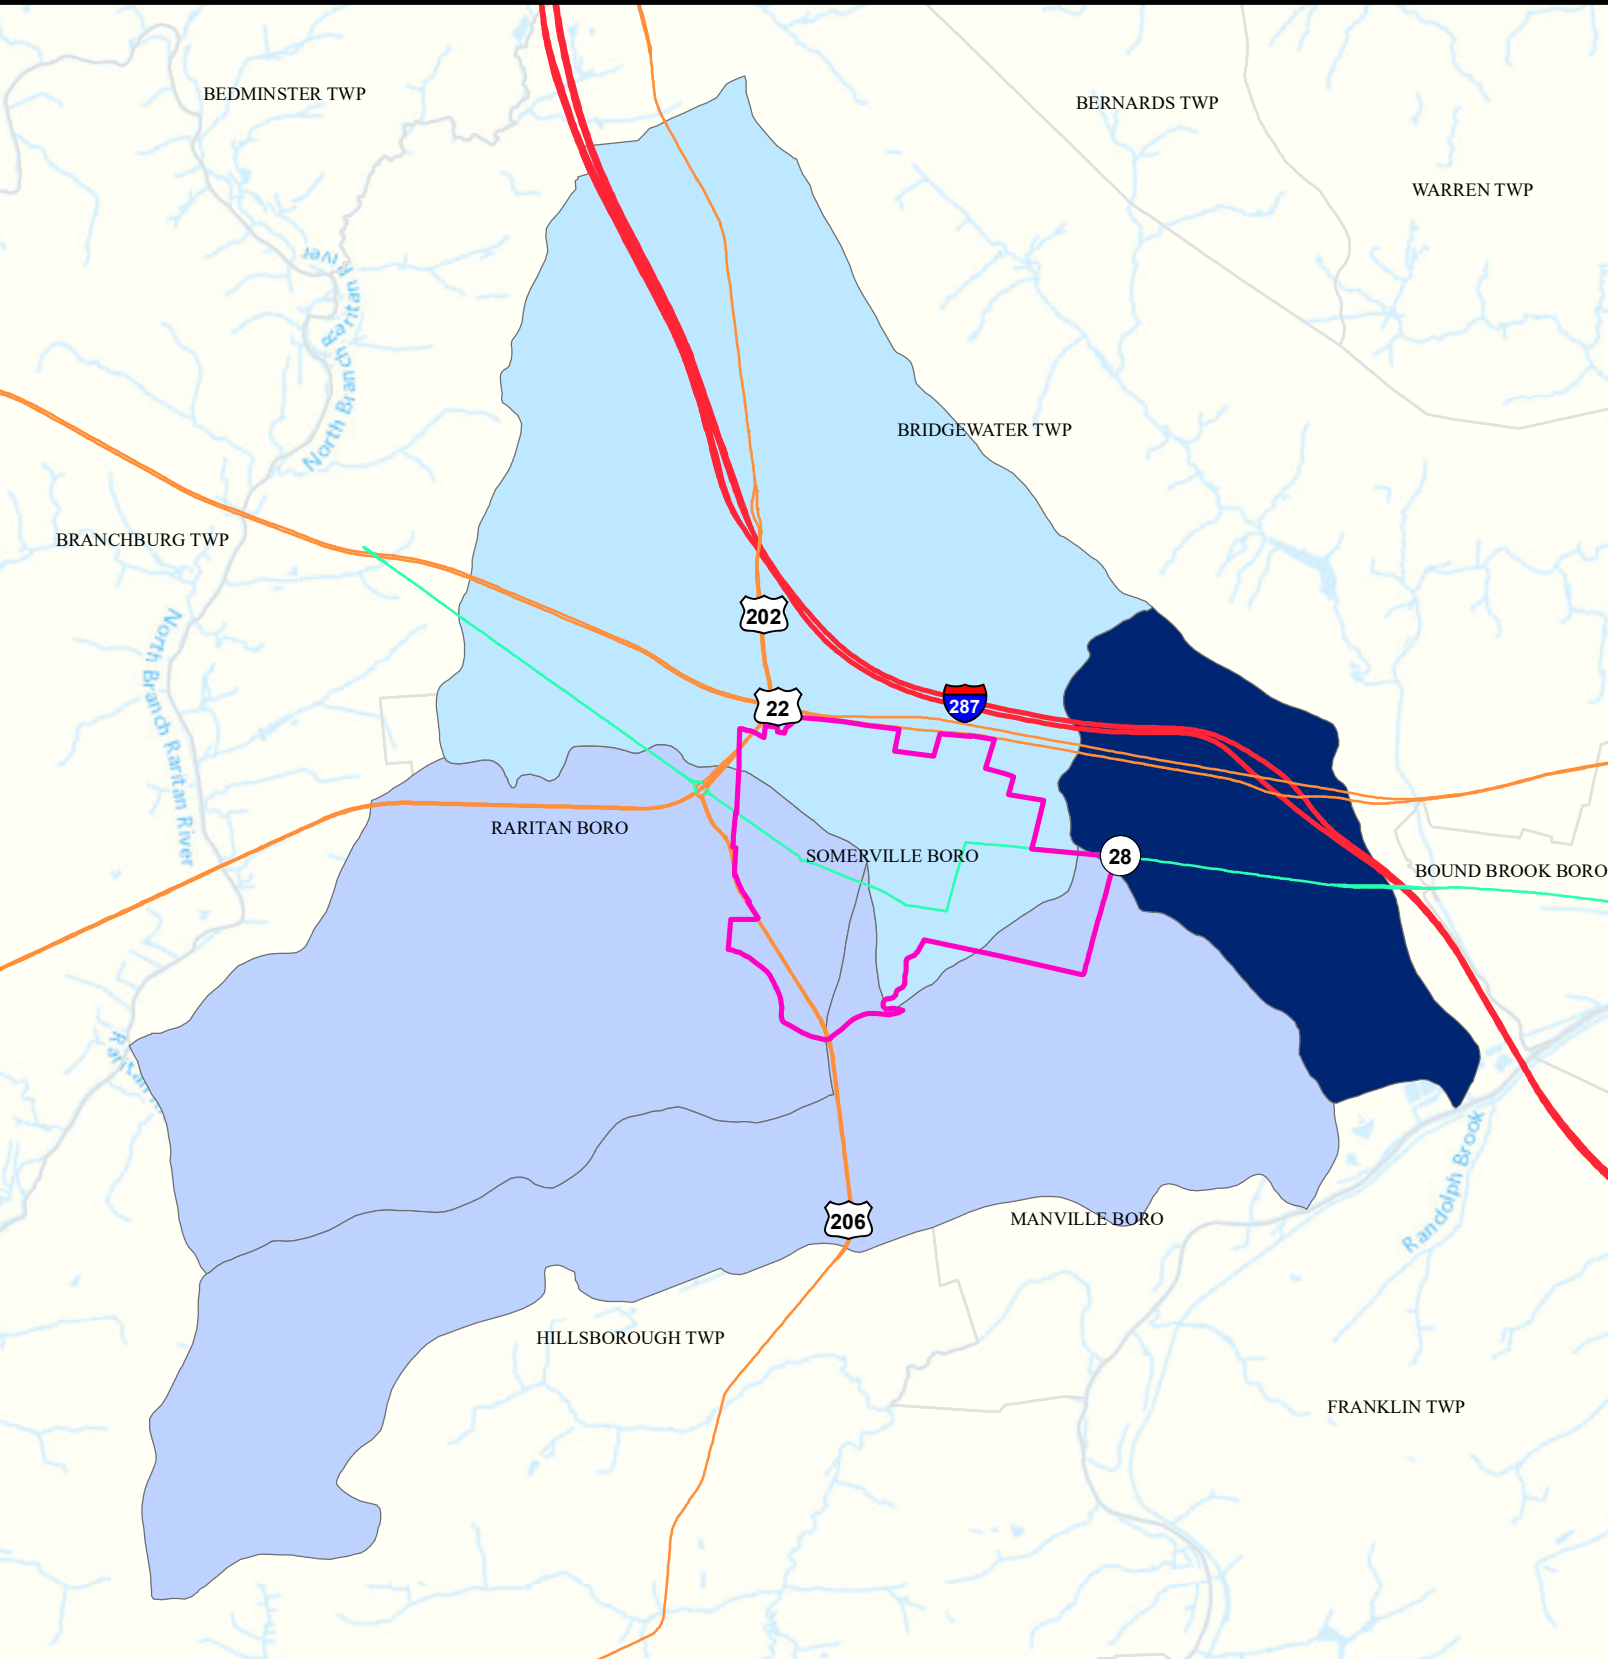 BEDMINSTER TWP
BERNARDS TWP
WARREN TWP
North Branch Raritan River
BRIDGEWATER TWP
BRANCHBURG TWP
202
North Branch Raritan River
287
22
RARITAN BORO
SOMERVILLE BORO
28
BOUND BROOK BORO
Raritan
Randolph Brook
206
MANVILLE BORO
HILLSBOROUGH TWP
FRANKLIN TWP